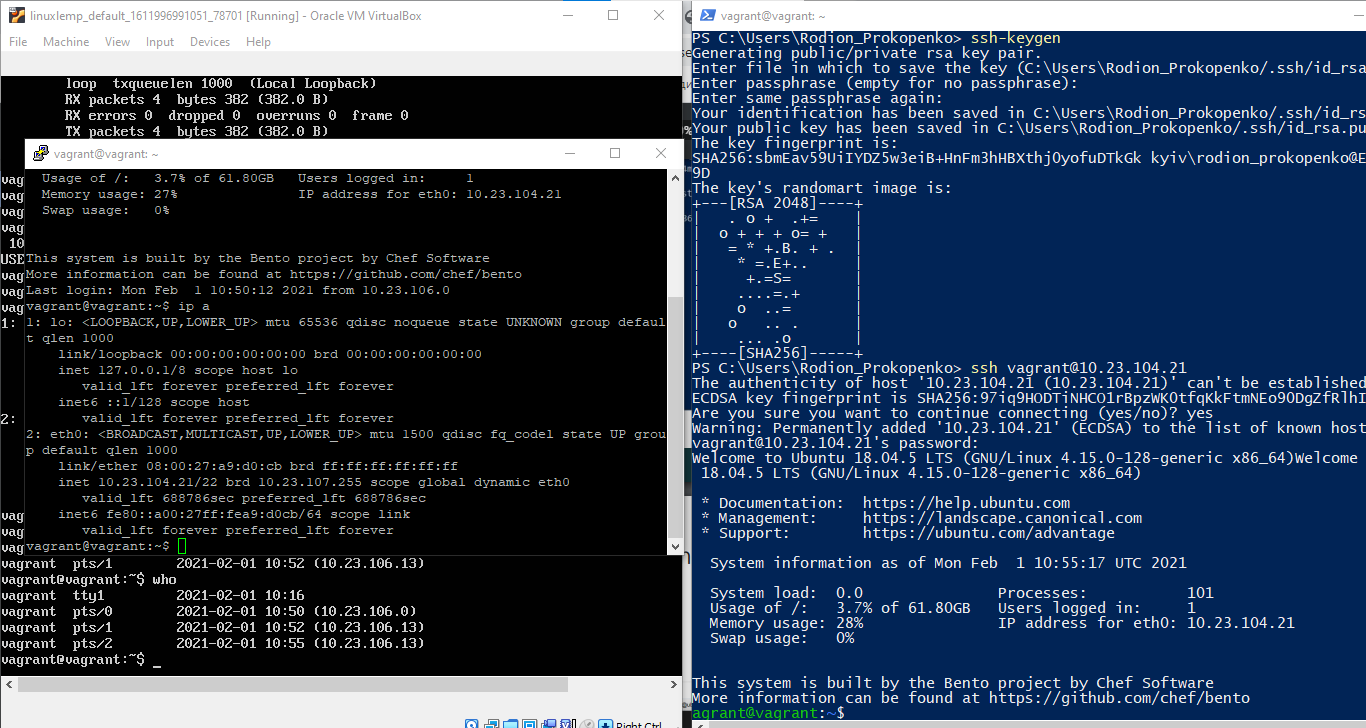 linuxlemp_default_1611996991051_78701 [Running] - Oracle VM VirtualBox
File Machine View Input Devices Help
loop txqueuelen 1000 (Local Loopback)
RX packets 4 bytes 382 (382.0 B)
RX errors 0 dropped 0 overruns 0 frame 0
TX packets 4 bytes 382 (382.0 B)
vagrant@vagrant: ~
Usage of /: 3.7% of 61.80GB Users logged in: 1
Memory usage: 27% IP address for eth0: 10.23.104.21
Swap usage: 0%
This system is built by the Bento project by Chef Software
More information can be found at https://github.com/chef/bento
Last login: Mon Feb 1 10:50:12 2021 from 10.23.106.0
vagrant@vagrant:~$ ip a
1: lo: <LOOPBACK,UP,LOWER_UP> mtu 65536 qdisc noqueue state UNKNOWN group defaul
t qlen 1000
link/loopback 00:00:00:00:00:00 brd 00:00:00:00:00:00
inet 127.0.0.1/8 scope host lo
valid_lft forever preferred_lft forever
inet6 ::1/128 scope host
valid_lft forever preferred_lft forever
2: eth0: <BROADCAST,MULTICAST,UP,LOWER_UP> mtu 1500 qdisc fq_codel state UP grou
p default qlen 1000
link/ether 08:00:27:a9:d0:cb brd ff:ff:ff:ff:ff:ff
inet 10.23.104.21/22 brd 10.23.107.255 scope global dynamic eth0
valid_lft 688786sec preferred_lft 688786sec
inet6 fe80::a00:27ff:fea9:d0cb/64 scope link
valid_lft forever preferred_lft forever
vagrant@vagrant:~$
vag
vag
vag
vag
10
USE
vag
vag
vag
1:
2:
vag
vag
vag
vagrant pts/1 2021-02-01 10:52 (10.23.106.13)
vagrant@vagrant:~$ who
vagrant tty1 2021-02-01 10:16
vagrant pts/0 2021-02-01 10:50 (10.23.106.0)
vagrant pts/1 2021-02-01 10:52 (10.23.106.13)
vagrant pts/2 2021-02-01 10:55 (10.23.106.13)
vagrant@vagrant:~$ _
Right Ctrl
vagrant@vagrant: ~
PS C:\Users\Rodion_Prokopenko> ssh-keygen
Generating public/private rsa key pair.
Enter file in which to save the key (C:\Users\Rodion_Prokopenko/.ssh/id_rsa
Enter passphrase (empty for no passphrase):
Enter same passphrase again:
Your identification has been saved in C:\Users\Rodion_Prokopenko/.ssh/id_rs
Your public key has been saved in C:\Users\Rodion_Prokopenko/.ssh/id_rsa.pu
The key fingerprint is:
SHA256:sbmEav59UiIYDZ5w3eiB+HnFm3hHBXthjOyofuDTkGk kyiv\rodion_prokopenko@E
9D
The key's randomart image is:
+---[RSA 2048]----+
| . o + .+= |
| o + + + o= + |
| = * +.B. + . |
| * =.E+.. |
| +.=S= |
| ....=.+ |
| o ..= |
| o .. . |
| ... .o |
+----[SHA256]-----+
PS C:\Users\Rodion_Prokopenko> ssh vagrant@10.23.104.21
The authenticity of host '10.23.104.21 (10.23.104.21)' can't be established
ECDSA key fingerprint is SHA256:97iq9HODTiNHCO1rBpzWKOtfqKkFtmNEo9ODgZfRlhI
Are you sure you want to continue connecting (yes/no)? yes
Warning: Permanently added '10.23.104.21' (ECDSA) to the list of known host
vagrant@10.23.104.21's password:
Welcome to Ubuntu 18.04.5 LTS (GNU/Linux 4.15.0-128-generic x86_64)Welcome
18.04.5 LTS (GNU/Linux 4.15.0-128-generic x86_64)
* Documentation: https://help.ubuntu.com
* Management: https://landscape.canonical.com
* Support: https://ubuntu.com/advantage
System information as of Mon Feb 1 10:55:17 UTC 2021
System load: 0.0 Processes: 101
Usage of /: 3.7% of 61.80GB Users logged in: 1
Memory usage: 28% IP address for eth0: 10.23.104.21
Swap usage: 0%
This system is built by the Bento project by Chef Software
More information can be found at https://github.com/chef/bento
agrant@vagrant:~$